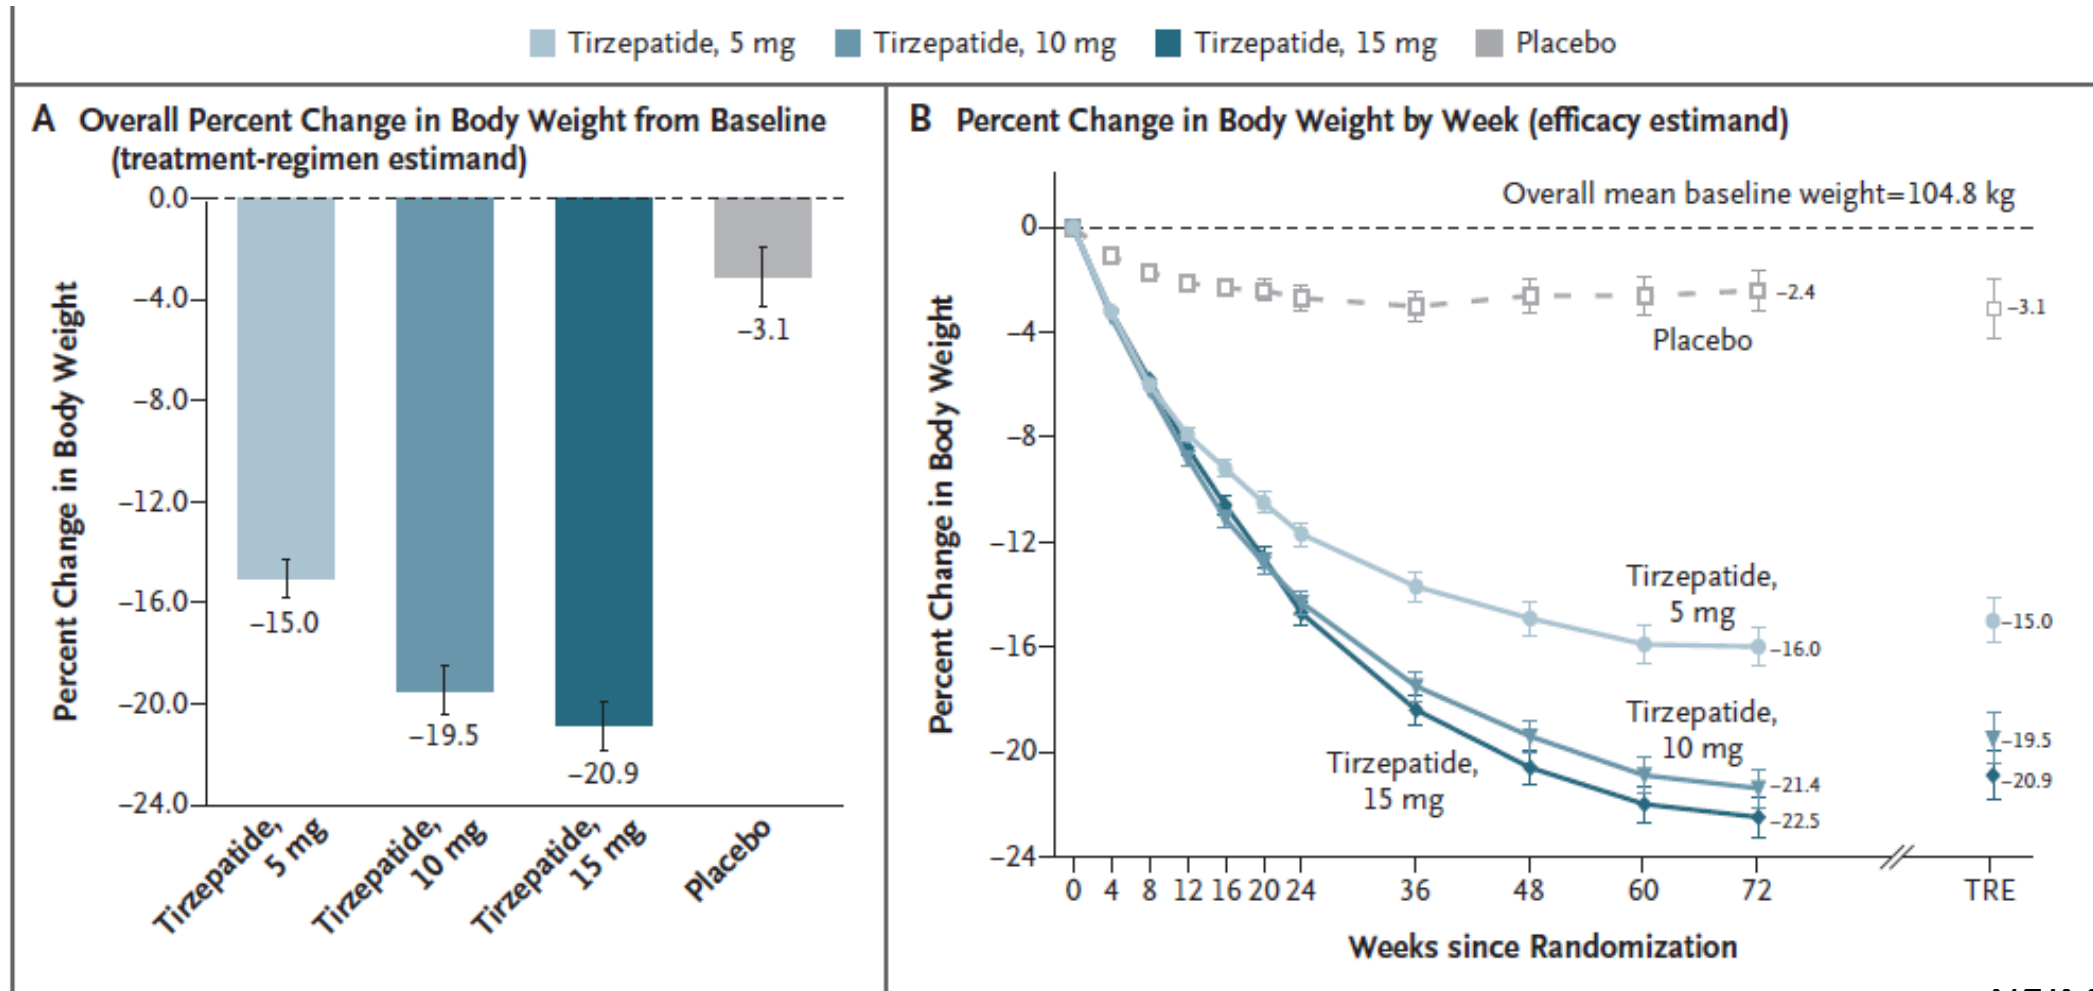 Tirzepatide, 5 mg
Tirzepatide, 10 mg
Tirzepatide, 15 mg
Placebo
A Overall Percent Change in Body Weight from Baseline
(treatment-regimen estimand)
Percent Change in Body Weight
0.0
−4.0
−8.0
−12.0
−16.0
−20.0
−24.0
−15.0
−19.5
−20.9
−3.1
Tirzepatide,
5 mg
Tirzepatide,
10 mg
Tirzepatide,
15 mg
Placebo
B Percent Change in Body Weight by Week (efficacy estimand)
Overall mean baseline weight=104.8 kg
Percent Change in Body Weight
0
−4
−8
−12
−16
−20
−24
−2.4
−3.1
Placebo
Tirzepatide,
5 mg
−15.0
−16.0
Tirzepatide,
10 mg
−19.5
Tirzepatide,
15 mg
−20.9
−21.4
−22.5
0 4 8 12 16 20 24 36 48 60 72 TRE
Weeks since Randomization